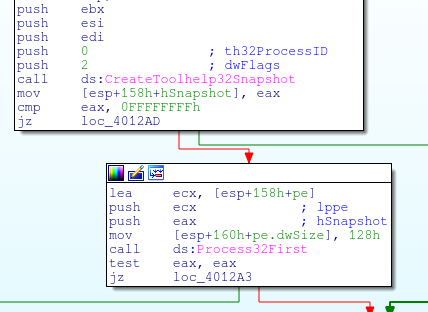 push ebx
push esi
push edi
push 0 ; th32ProcessID
push 2 ; dwFlags
call ds:CreateToolhelp32Snapshot
mov [esp+158h+hSnapshot], eax
cmp eax, 0FFFFFFFFh
jz loc_4012AD
lea ecx, [esp+158h+pe]
push ecx ; lppe
push eax ; hSnapshot
mov [esp+160h+pe.dwSize], 128h
call ds:Process32First
test eax, eax
jz loc_4012A3